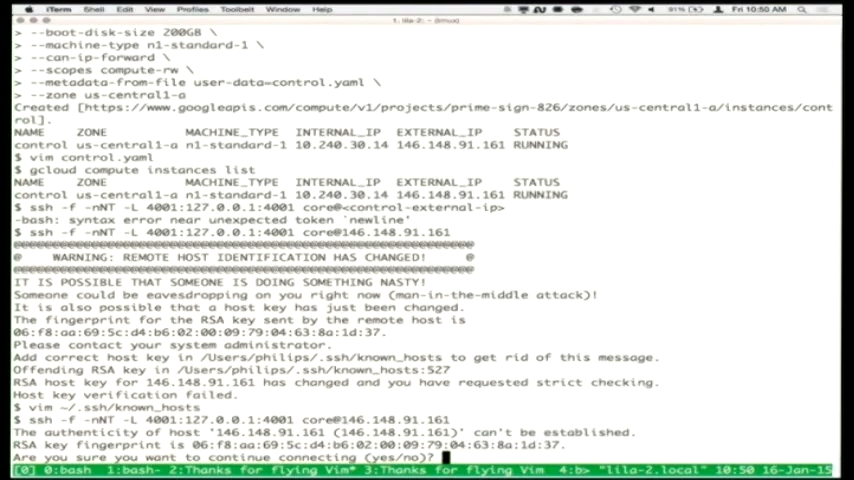 iTerm Shell Edit View Profiles Toolbelt Window Help 91% Fri 10:50 AM
1. lila-2: ~ (tmux)
> --boot-disk-size 200GB \
> --machine-type n1-standard-1 \
> --can-ip-forward \
> --scopes compute-rw \
> --metadata-from-file user-data=control.yaml \
> --zone us-central1-a
Created [https://www.googleapis.com/compute/v1/projects/prime-sign-826/zones/us-central1-a/instances/cont
rol].
NAME ZONE MACHINE_TYPE INTERNAL_IP EXTERNAL_IP STATUS
control us-central1-a n1-standard-1 10.240.30.14 146.148.91.161 RUNNING
$ vim control.yaml
$ gcloud compute instances list
NAME ZONE MACHINE_TYPE INTERNAL_IP EXTERNAL_IP STATUS
control us-central1-a n1-standard-1 10.240.30.14 146.148.91.161 RUNNING
$ ssh -f -nNT -L 4001:127.0.0.1:4001 core@<control-external-ip>
-bash: syntax error near unexpected token `newline'
$ ssh -f -nNT -L 4001:127.0.0.1:4001 core@146.148.91.161
@@@@@@@@@@@@@@@@@@@@@@@@@@@@@@@@@@@@@@@@@@@@@@@@@@@@@@@@@@@
@ WARNING: REMOTE HOST IDENTIFICATION HAS CHANGED! @
@@@@@@@@@@@@@@@@@@@@@@@@@@@@@@@@@@@@@@@@@@@@@@@@@@@@@@@@@@@
IT IS POSSIBLE THAT SOMEONE IS DOING SOMETHING NASTY!
Someone could be eavesdropping on you right now (man-in-the-middle attack)!
It is also possible that a host key has just been changed.
The fingerprint for the RSA key sent by the remote host is
06:f8:aa:69:5c:d4:b6:02:00:09:79:04:63:8a:1d:37.
Please contact your system administrator.
Add correct host key in /Users/philips/.ssh/known_hosts to get rid of this message.
Offending RSA key in /Users/philips/.ssh/known_hosts:527
RSA host key for 146.148.91.161 has changed and you have requested strict checking.
Host key verification failed.
$ vim ~/.ssh/known_hosts
$ ssh -f -nNT -L 4001:127.0.0.1:4001 core@146.148.91.161
The authenticity of host '146.148.91.161 (146.148.91.161)' can't be established.
RSA key fingerprint is 06:f8:aa:69:5c:d4:b6:02:00:09:79:04:63:8a:1d:37.
Are you sure you want to continue connecting (yes/no)?
[0] 0:bash 1:bash- 2:Thanks for flying Vim* 3:Thanks for flying Vim 4:b> "lila-2.local" 10:50 16-Jan-15